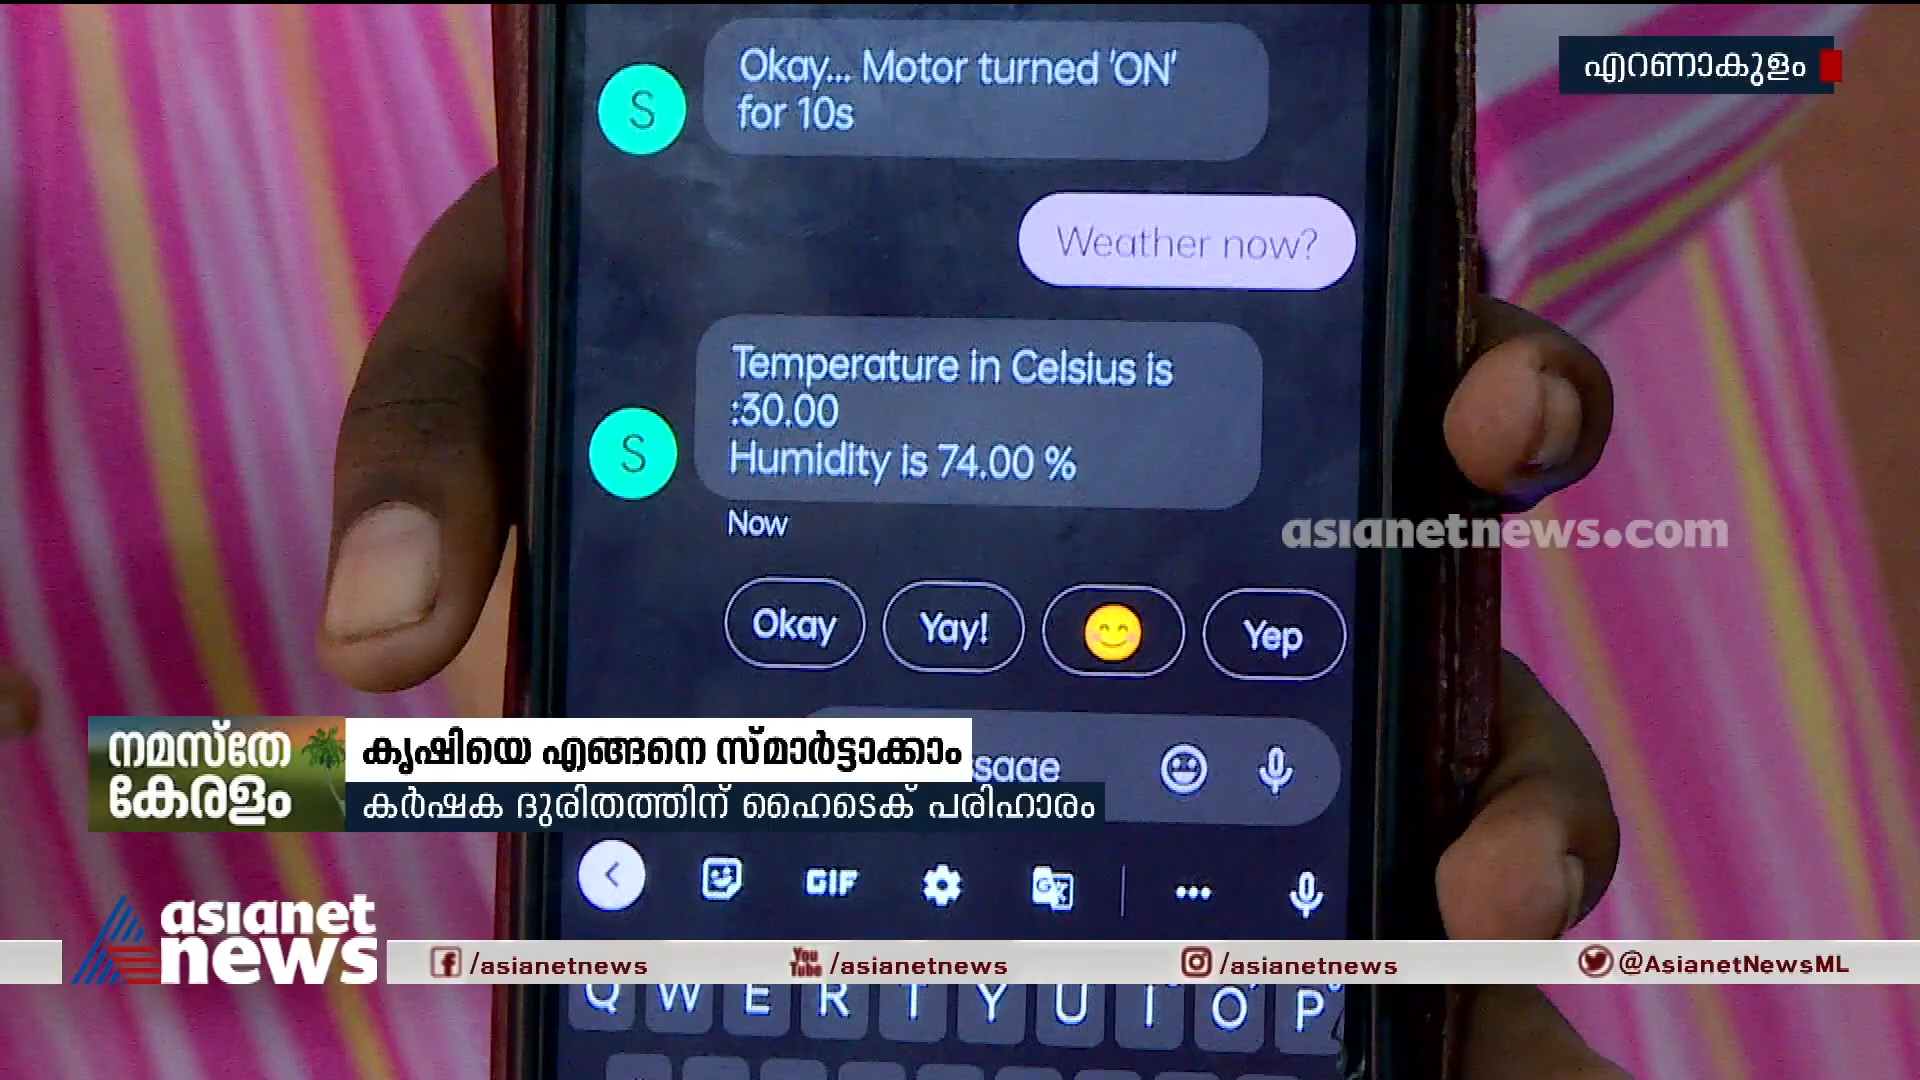 Okay... Motor turned 'ON'
for 10s
S
എറണാകുളം
Weather now?
Temperature in Celsius is
:30.00
Humidity is 74.00 %
S
Now
asianetnews.com
Okay
Yay!
Yep
നമസ്തേ
കേരളം
കൃഷിയെ എങ്ങനെ സ്മാർട്ടാക്കാം
കർഷക ദുരിതത്തിന് ഹൈടെക് പരിഹാരം
ssage
GIF
asianet
news
/asianetnews
You
Tube
/asianetnews
/asianetnews
@AsianetNewsML
Q W E R T Y U I O P